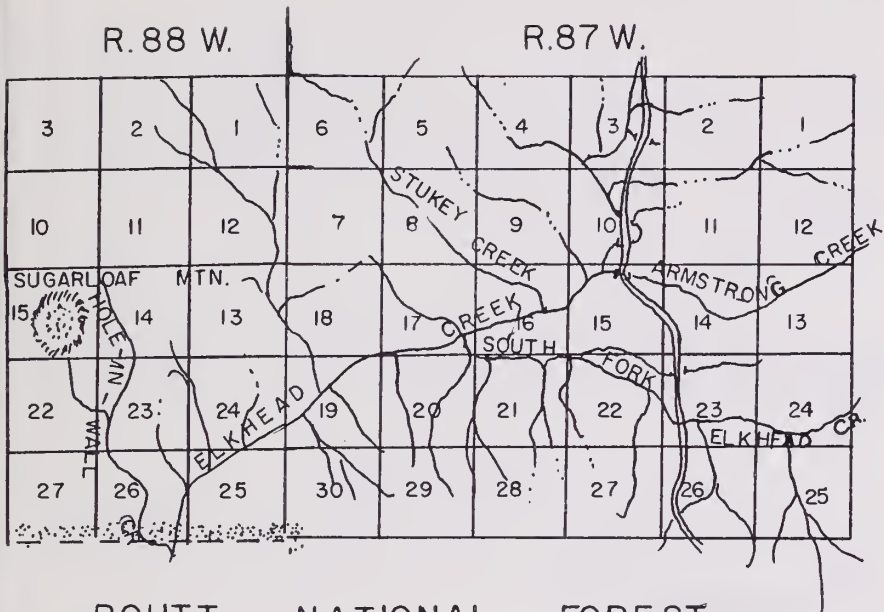 R. 88 W. R. 87 W.
3 2 1 6 5 4 3 2 1
STUKEY CREEK
10 11 12 7 8 9 10 11 12
SUGARLOAF MTN. ARMSTRONG CREEK
15 14 13 18 17 16 15 14 13
HOLE-IN-WALL CR.
ELKHEAD CREEK
SOUTH FORK ELKHEAD CR.
22 23 24 19 20 21 22 23 24
27 26 25 30 29 28 27 26 25
ROUTT NATIONAL FOREST